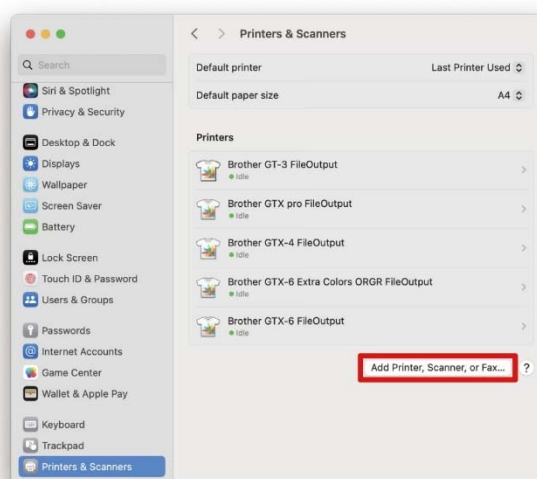 Printers & Scanners
Search
Siri & Spotlight
Privacy & Security
Desktop & Dock
Displays
Wallpaper
Screen Saver
Battery
Lock Screen
Touch ID & Password
Users & Groups
Passwords
Internet Accounts
Game Center
Wallet & Apple Pay
Keyboard
Trackpad
Printers & Scanners
Default printer Last Printer Used
Default paper size A4
Printers
Brother GT-3 FileOutput
Idle
Brother GTX pro FileOutput
Idle
Brother GTX-4 FileOutput
Idle
Brother GTX-6 Extra Colors ORGR FileOutput
Idle
Brother GTX-6 FileOutput
Idle
Add Printer, Scanner, or Fax... ?